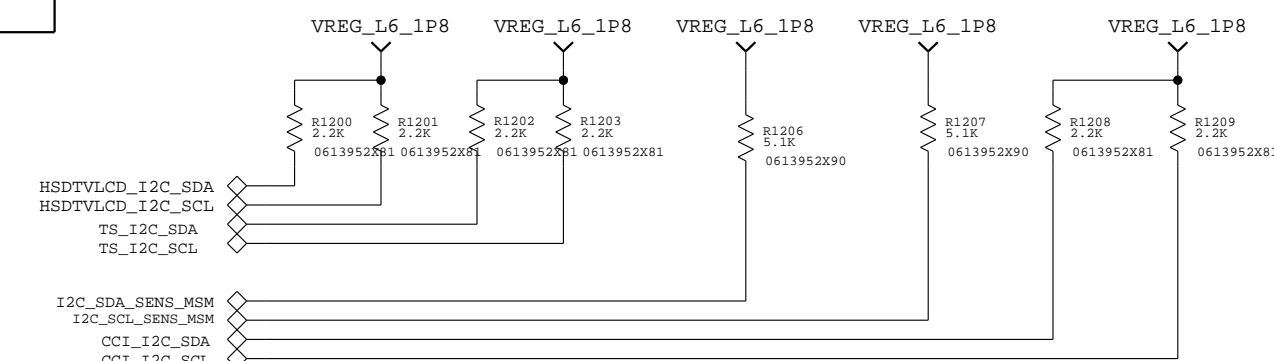 VREG_L6_1P8 VREG_L6_1P8 VREG_L6_1P8 VREG_L6_1P8 VREG_L6_1P8
R1200 R1201 R1202 R1203 R1206 R1207 R1208 R1209
2.2K 2.2K 2.2K 2.2K 5.1K 5.1K 2.2K 2.2K
0613952X81 0613952X81 0613952X81 0613952X81 0613952X90 0613952X90 0613952X81 0613952X81
HSDTVLCD_I2C_SDA
HSDTVLCD_I2C_SCL
TS_I2C_SDA
TS_I2C_SCL
I2C_SDA_SENS_MSM
I2C_SCL_SENS_MSM
CCI_I2C_SDA
CCI_I2C_SCL